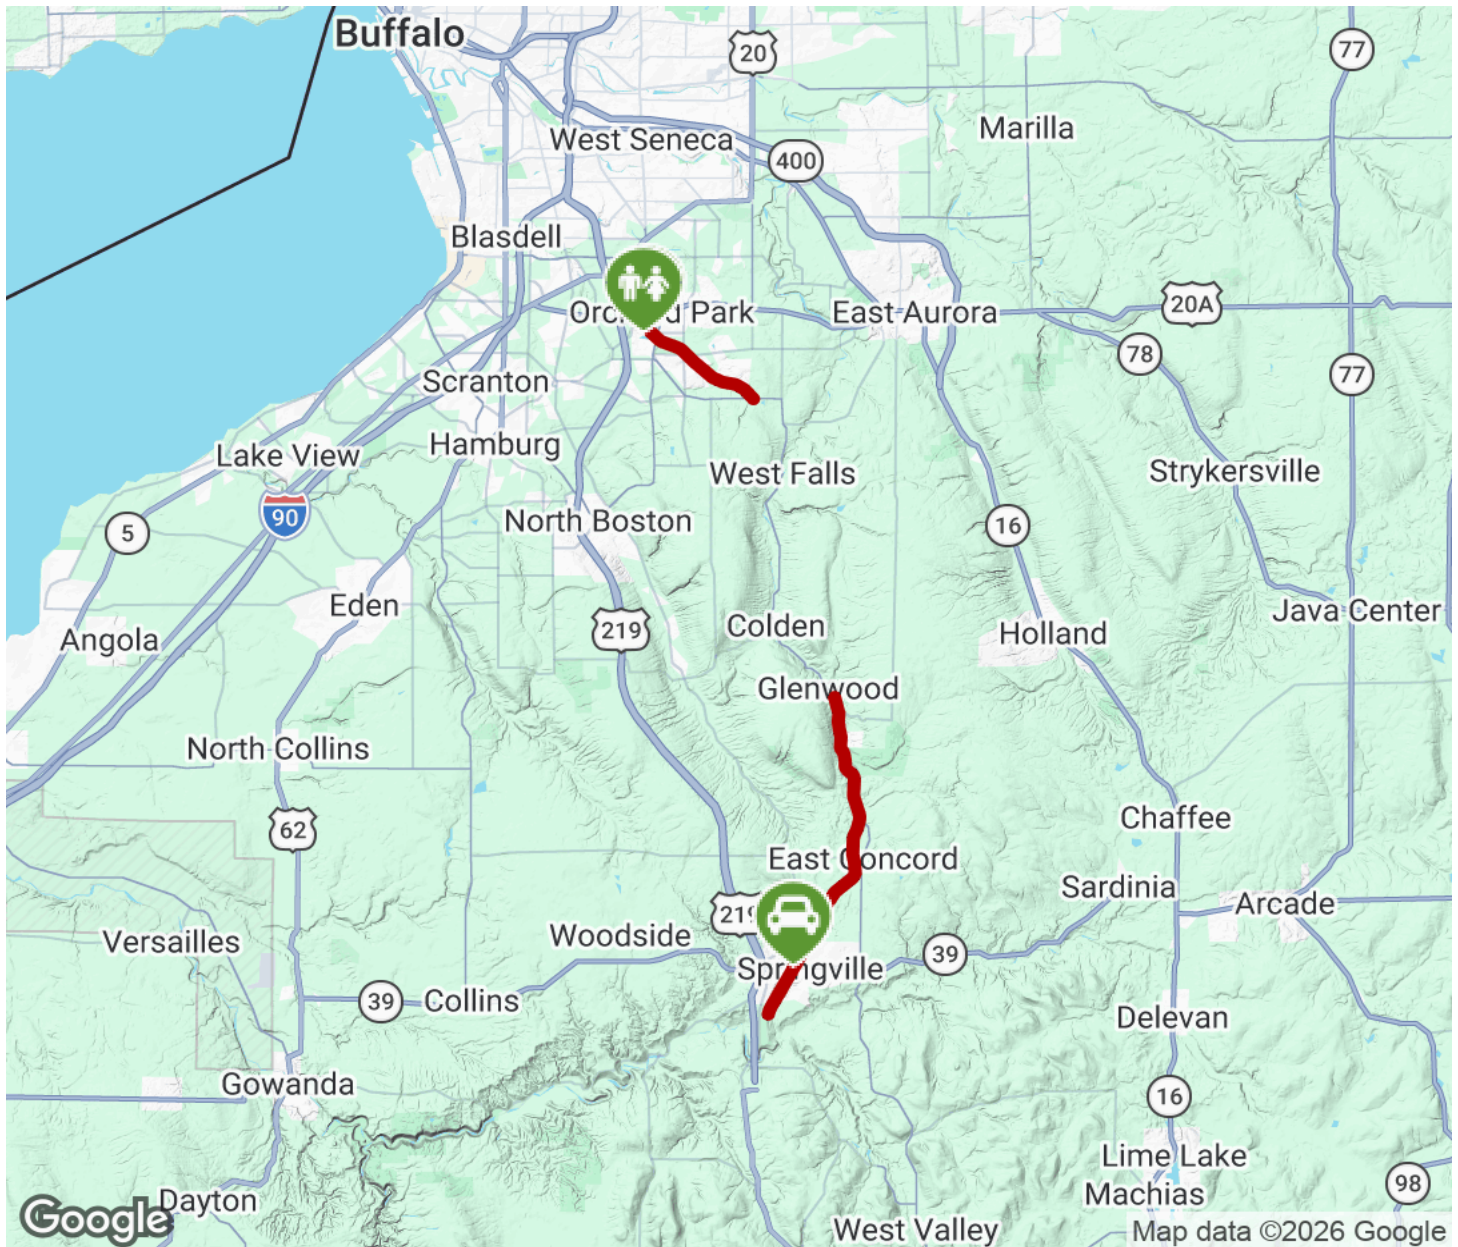 Buffalo
20
77
Marilla
West Seneca
400
Blasdell
20A
Orchard Park
East Aurora
78
77
Scranton
Hamburg
Lake View
West Falls
Strykersville
90
5
North Boston
16
Eden
Java Center
Angola
219
Colden
Holland
Glenwood
North Collins
62
Chaffee
East Concord
Sardinia
Arcade
219
Woodside
Versailles
39
Springville
39
Collins
Delevan
Gowanda
16
Lime Lake
Machias
98
Dayton
West Valley
Google
Map data ©2026 Google